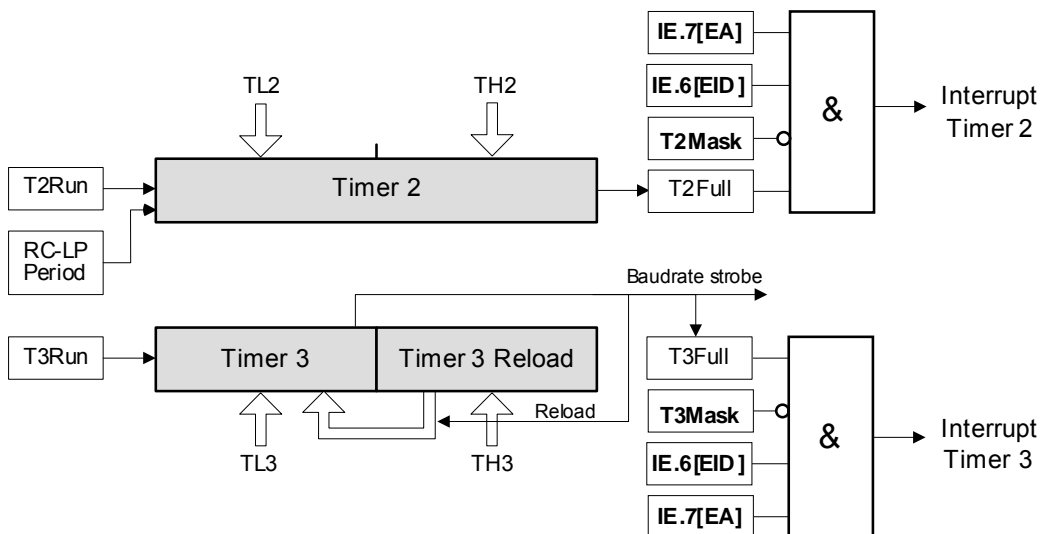 IE.7[EA]
TL2
TH2
IE.6[EID]
&
Interrupt
Timer 2
T2Mask
T2Run
Timer 2
T2Full
RC-LP
Period
Baudrate strobe
T3Run
Timer 3
Timer 3 Reload
T3Full
Reload
T3Mask
&
Interrupt
Timer 3
TL3
TH3
IE.6[EID]
IE.7[EA]